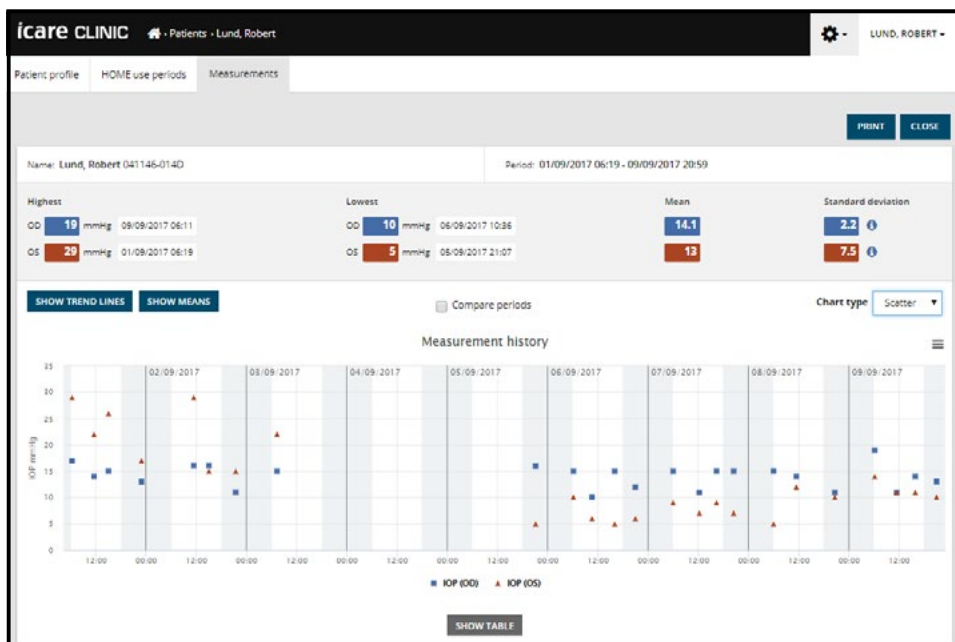 icare CLINIC › Patients › Lund, Robert LUND, ROBERT
Patient profile HOME use periods Measurements
PRINT CLOSE
Name: Lund, Robert 041146-014D Period: 01/09/2017 06:19 - 09/09/2017 20:59
Highest Lowest Mean Standard deviation
OD 19 mmHg 09/09/2017 06:11 OD 10 mmHg 06/09/2017 10:36 14.1 2.2
OS 29 mmHg 01/09/2017 06:19 OS 5 mmHg 05/09/2017 21:07 13 7.5
SHOW TREND LINES SHOW MEANS Compare periods Chart type Scatter
Measurement history
02/09/2017 03/09/2017 04/09/2017 05/09/2017 06/09/2017 07/09/2017 08/09/2017 09/09/2017
35
30
25
20
15
10
5
0
IOP mmHg
12:00 00:00 12:00 00:00 12:00 00:00 12:00 00:00 12:00 00:00 12:00 00:00 12:00 00:00 12:00 00:00 12:00
IOP (OD) IOP (OS)
SHOW TABLE